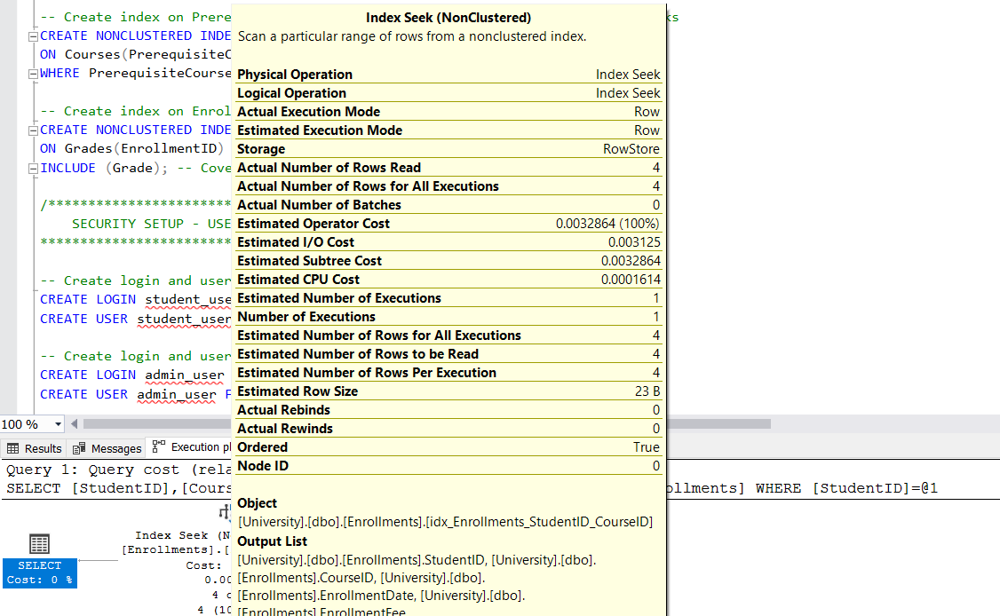 -- Create index on Prere
ks
CREATE NONCLUSTERED INDE
ON Courses(PrerequisiteC
WHERE PrerequisiteCourse
-- Create index on Enrol
CREATE NONCLUSTERED INDE
ON Grades(EnrollmentID)
INCLUDE (Grade); -- Cove
/************************
SECURITY SETUP - USE
*************************
-- Create login and user
CREATE LOGIN student_use
CREATE USER student_user
-- Create login and user
CREATE LOGIN admin_user
CREATE USER admin_user F
Index Seek (NonClustered)
Scan a particular range of rows from a nonclustered index.
Physical Operation Index Seek
Logical Operation Index Seek
Actual Execution Mode Row
Estimated Execution Mode Row
Storage RowStore
Actual Number of Rows Read 4
Actual Number of Rows for All Executions 4
Actual Number of Batches 0
Estimated Operator Cost 0.0032864 (100%)
Estimated I/O Cost 0.003125
Estimated Subtree Cost 0.0032864
Estimated CPU Cost 0.0001614
Estimated Number of Executions 1
Number of Executions 1
Estimated Number of Rows for All Executions 4
Estimated Number of Rows to be Read 4
Estimated Number of Rows Per Execution 4
Estimated Row Size 23 B
Actual Rebinds 0
Actual Rewinds 0
Ordered True
Node ID 0
Object
[University].[dbo].[Enrollments].[idx_Enrollments_StudentID_CourseID]
Output List
[University].[dbo].[Enrollments].StudentID, [University].[dbo].
[Enrollments].CourseID, [University].[dbo].
[Enrollments].EnrollmentDate, [University].[dbo].
[Enrollments].EnrollmentFee
100 %
Results Messages Execution pl
Query 1: Query cost (rela
SELECT [StudentID],[Cours
ollments] WHERE [StudentID]=@1
Index Seek (N
[Enrollments].[
Cost:
0.00
4 o
4 (10
SELECT
Cost: 0 %